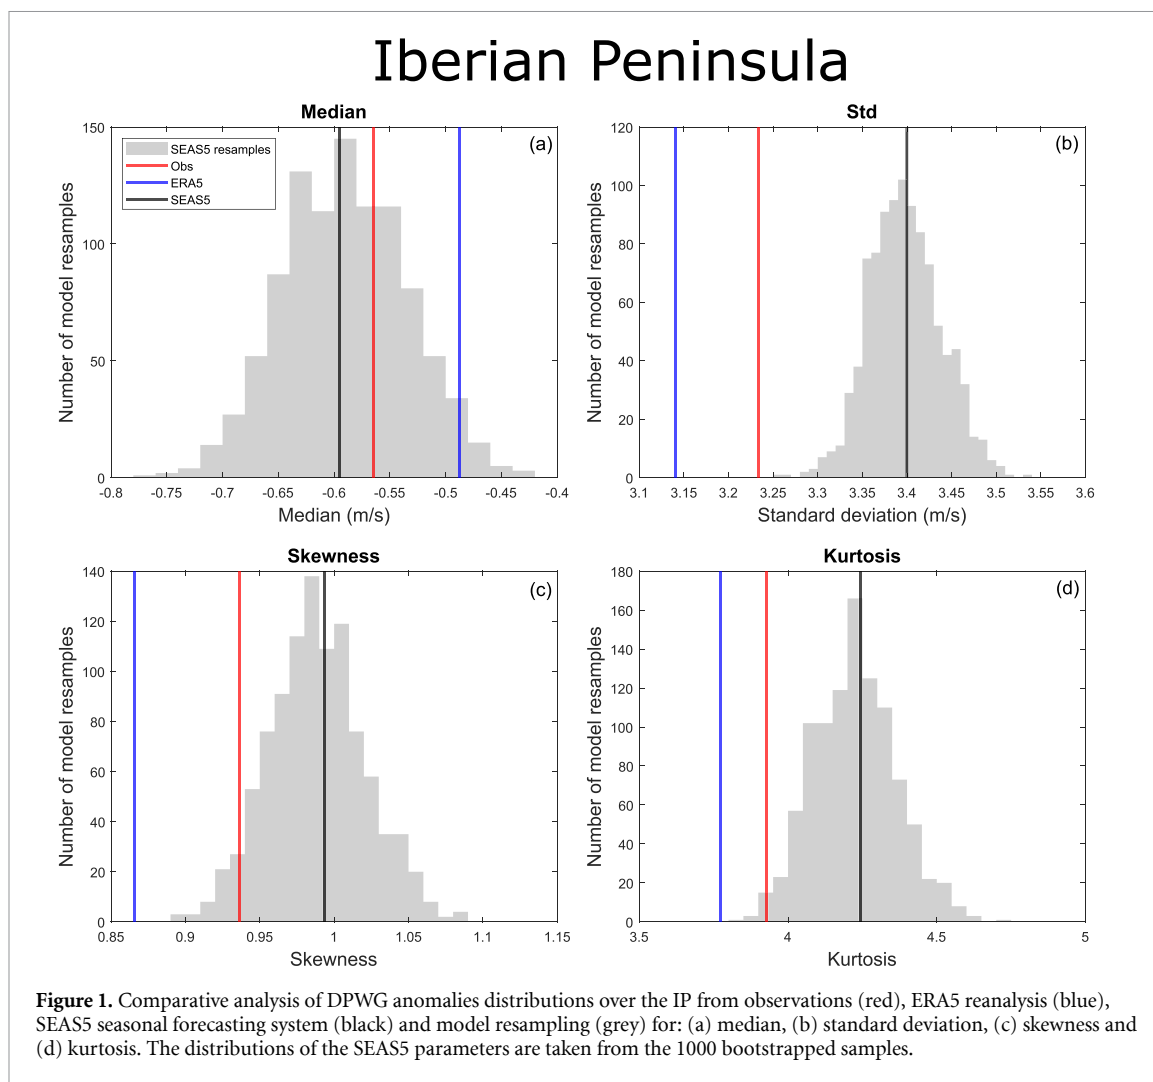 Iberian Peninsula
Median
(a)
SEAS5 resamples
Obs
ERA5
SEAS5
Number of model resamples
150
100
50
0
-0.8 -0.75 -0.7 -0.65 -0.6 -0.55 -0.5 -0.45 -0.4
Median (m/s)
Std
(b)
Number of model resamples
120
100
80
60
40
20
0
3.1 3.15 3.2 3.25 3.3 3.35 3.4 3.45 3.5 3.55 3.6
Standard deviation (m/s)
Skewness
(c)
Number of model resamples
140
120
100
80
60
40
20
0
0.85 0.9 0.95 1 1.05 1.1 1.15
Skewness
Kurtosis
(d)
Number of model resamples
180
160
140
120
100
80
60
40
20
0
3.5 4 4.5 5
Kurtosis
Figure 1. Comparative analysis of DPWG anomalies distributions over the IP from observations (red), ERA5 reanalysis (blue),
SEAS5 seasonal forecasting system (black) and model resampling (grey) for: (a) median, (b) standard deviation, (c) skewness and
(d) kurtosis. The distributions of the SEAS5 parameters are taken from the 1000 bootstrapped samples.